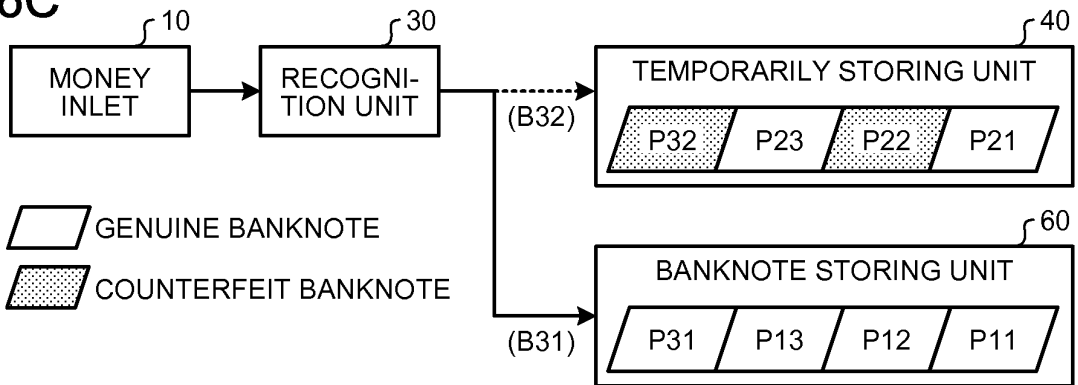 6C
10
30
40
MONEY
INLET
RECOGNI-
TION UNIT
TEMPORARILY STORING UNIT
(B32)
P32 P23 P22 P21
GENUINE BANKNOTE
COUNTERFEIT BANKNOTE
60
BANKNOTE STORING UNIT
(B31)
P31 P13 P12 P11